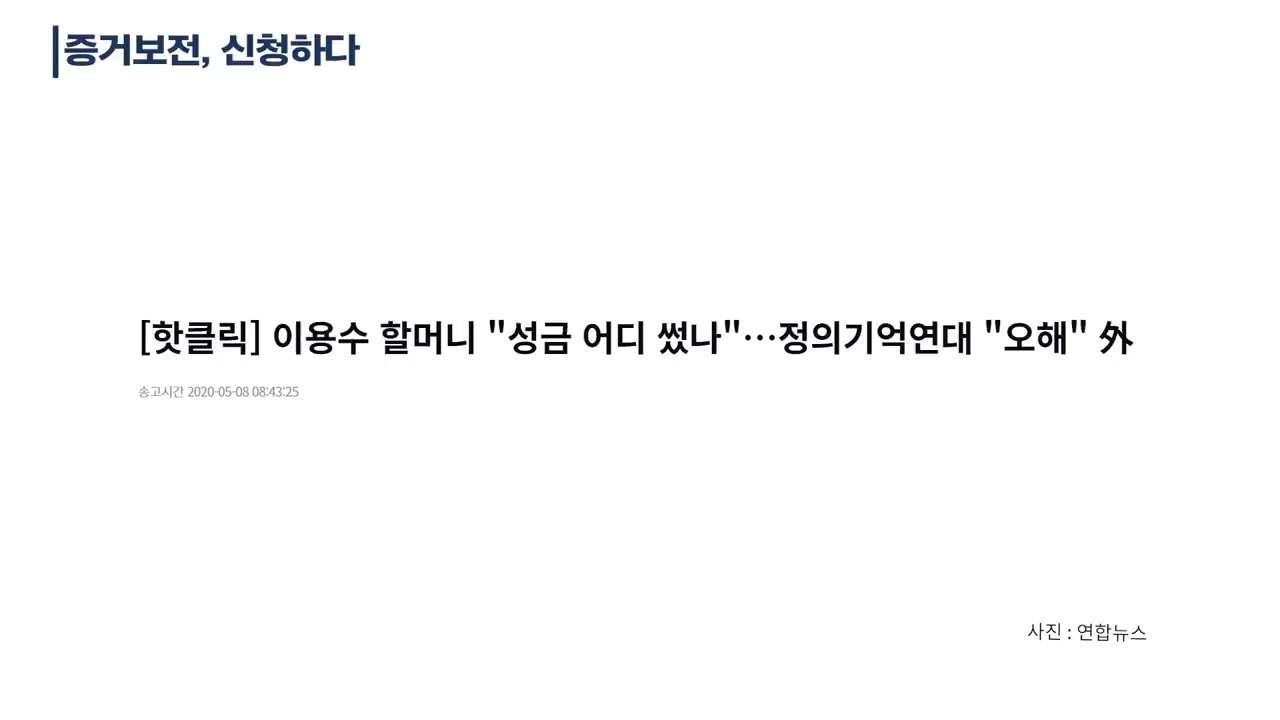 증거보전, 신청하다
[핫클릭] 이용수 할머니 "성금 어디 썼나"…정의기억연대 "오해" 外
송고시간 2020-05-08 08:43:25
사진 : 연합뉴스